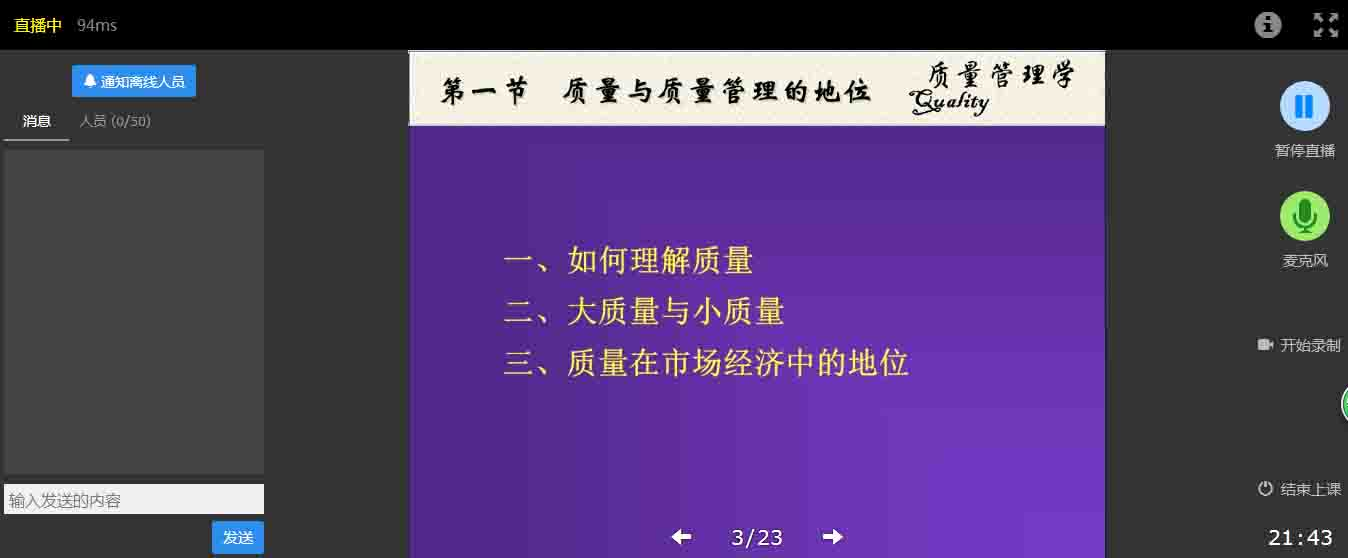 直播中 94ms
通知离线人员
消息 人员 (0/50)
输入发送的内容
发送
第一节 质量与质量管理的地位
质量管理学
Quality
一、如何理解质量
二、大质量与小质量
三、质量在市场经济中的地位
3/23
暂停直播
麦克风
开始录制
结束上课
21:43